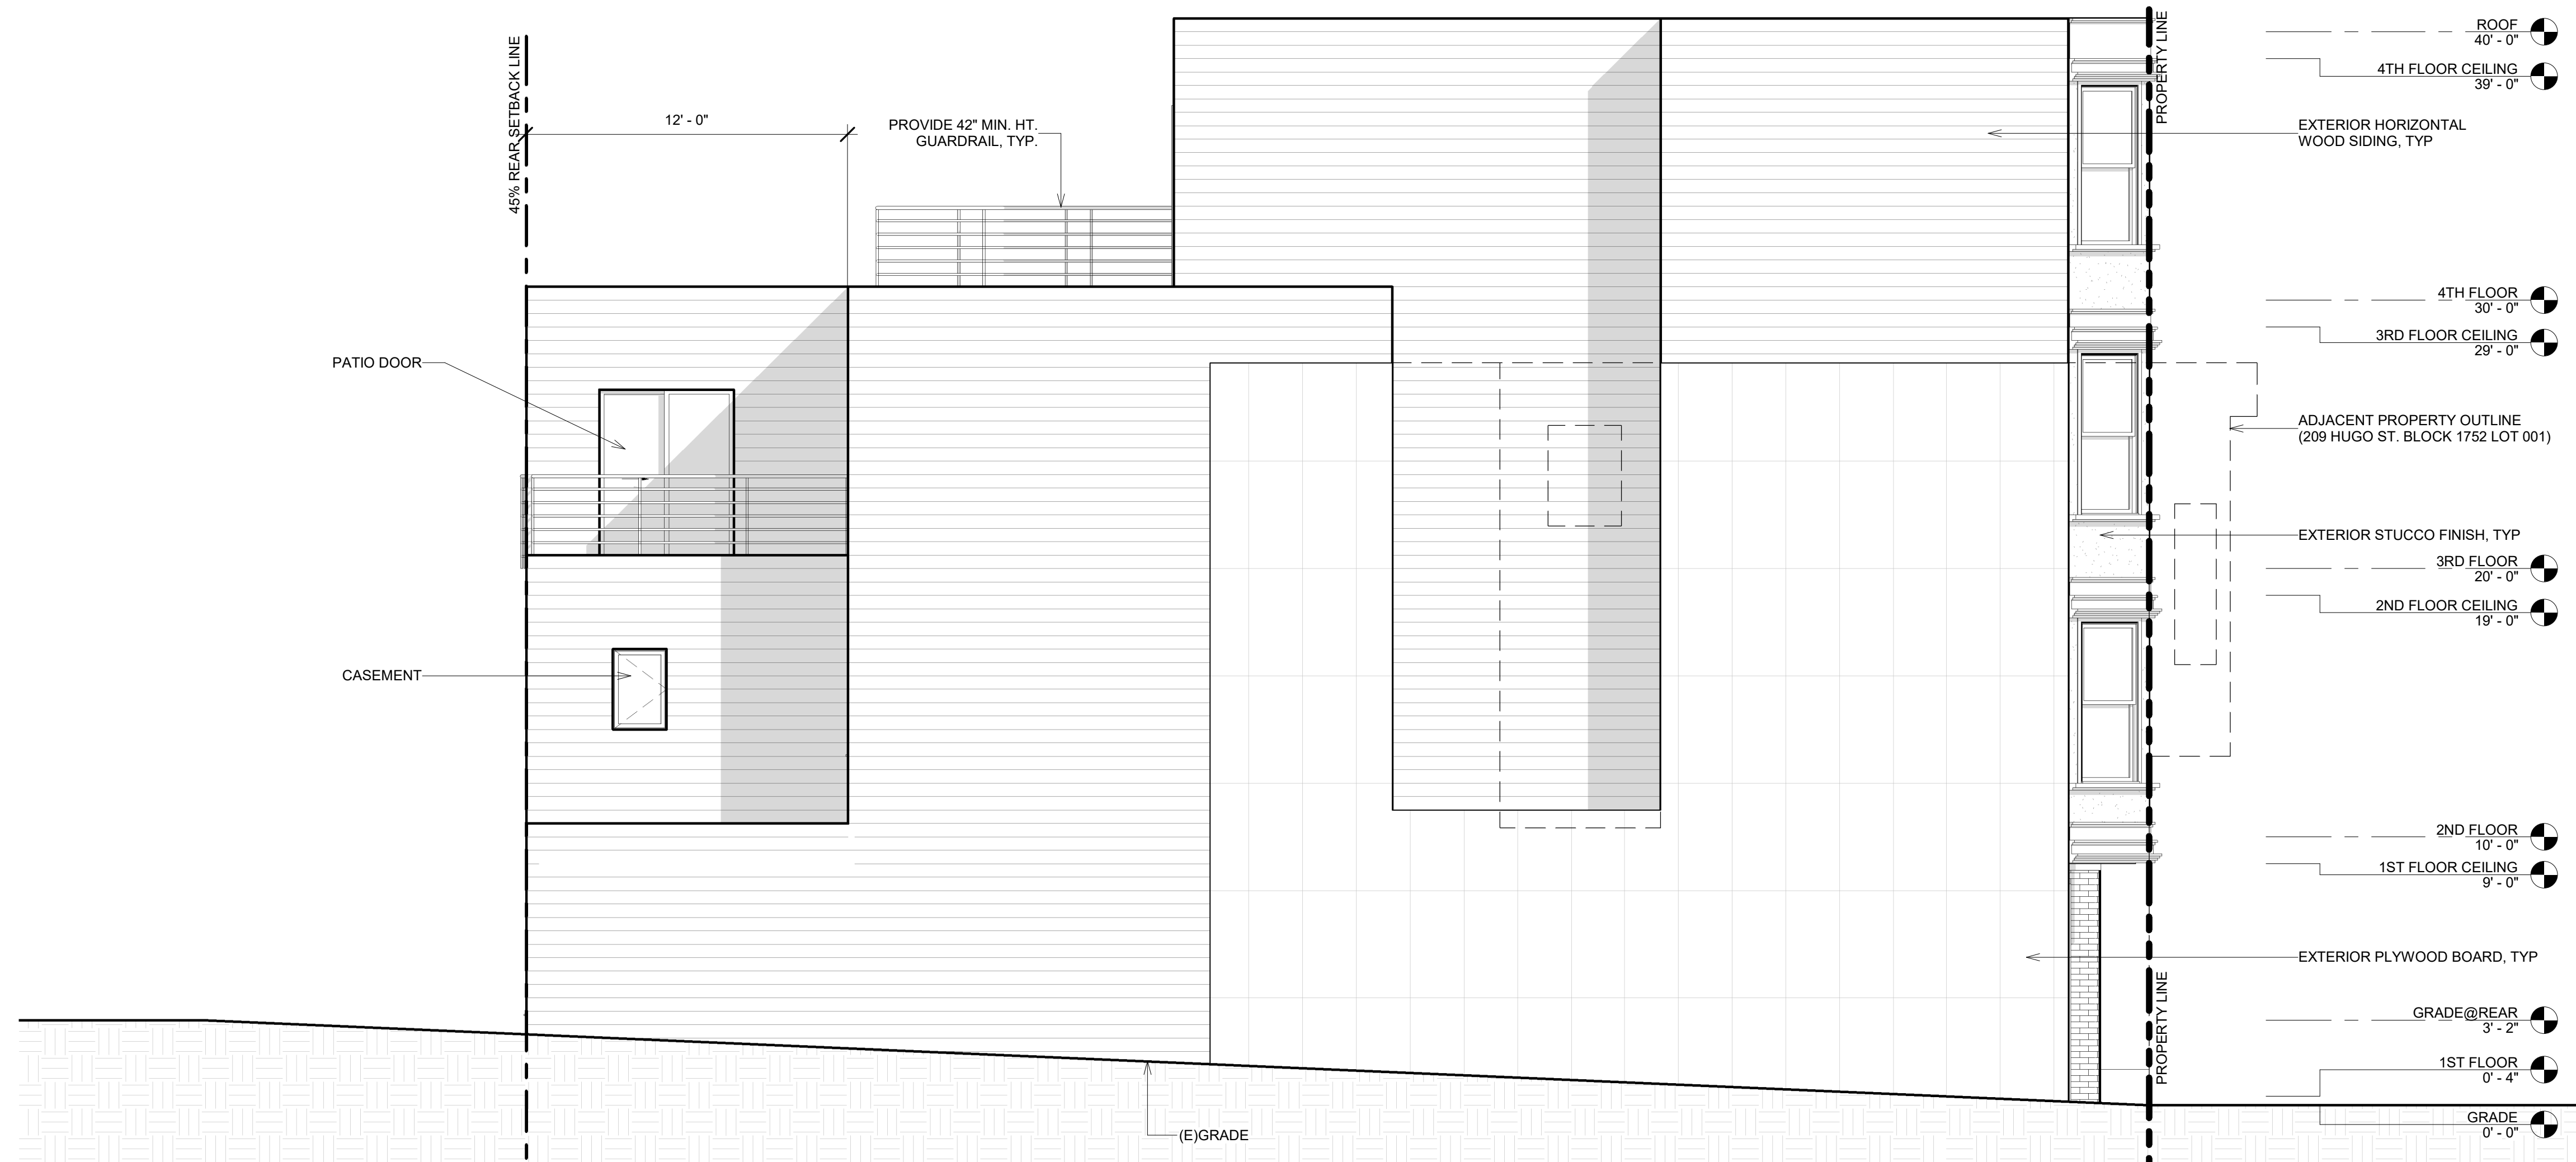 45% REAR SETBACK LINE
12' - 0"
PROVIDE 42" MIN. HT.
GUARDRAIL, TYP.
PATIO DOOR
CASEMENT
(E)GRADE
PROPERTY LINE
PROPERTY LINE
ROOF
40' - 0"
4TH FLOOR CEILING
39' - 0"
EXTERIOR HORIZONTAL
WOOD SIDING, TYP
4TH FLOOR
30' - 0"
3RD FLOOR CEILING
29' - 0"
ADJACENT PROPERTY OUTLINE
(209 HUGO ST. BLOCK 1752 LOT 001)
EXTERIOR STUCCO FINISH, TYP
3RD FLOOR
20' - 0"
2ND FLOOR CEILING
19' - 0"
2ND FLOOR
10' - 0"
1ST FLOOR CEILING
9' - 0"
EXTERIOR PLYWOOD BOARD, TYP
GRADE@REAR
3' - 2"
1ST FLOOR
0' - 4"
GRADE
0' - 0"